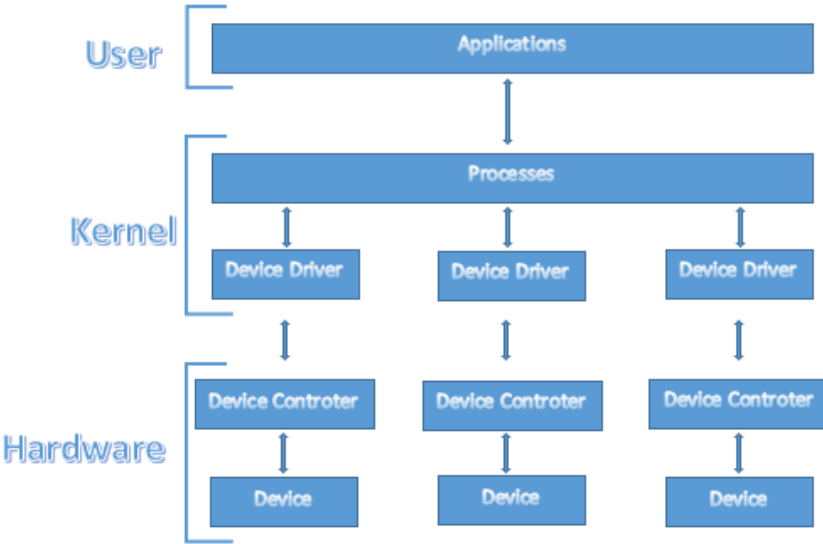 User
Applications
Processes
Kernel
Device Driver
Device Driver
Device Driver
Device Controter
Device Controter
Device Controter
Hardware
Device
Device
Device